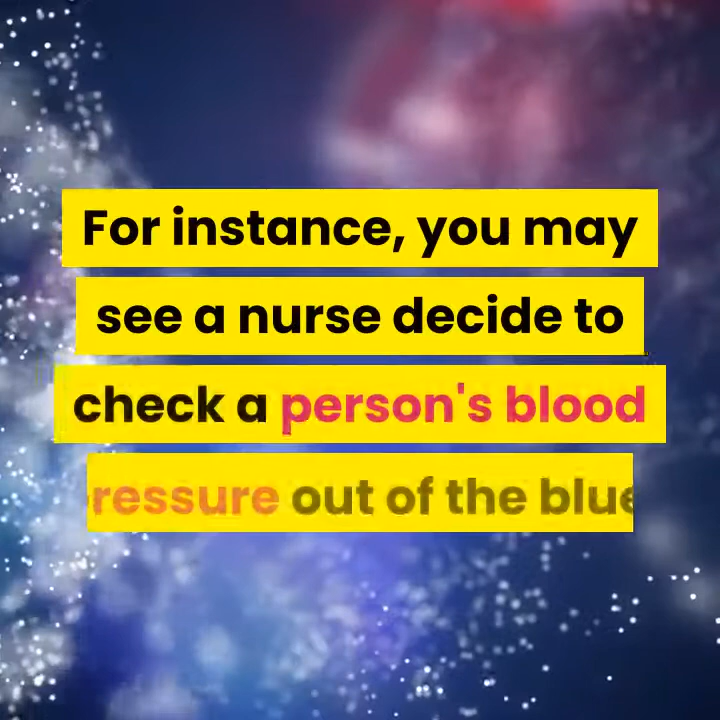 For instance, you may
see a nurse decide to
check a person's blood
ressure out of the blue